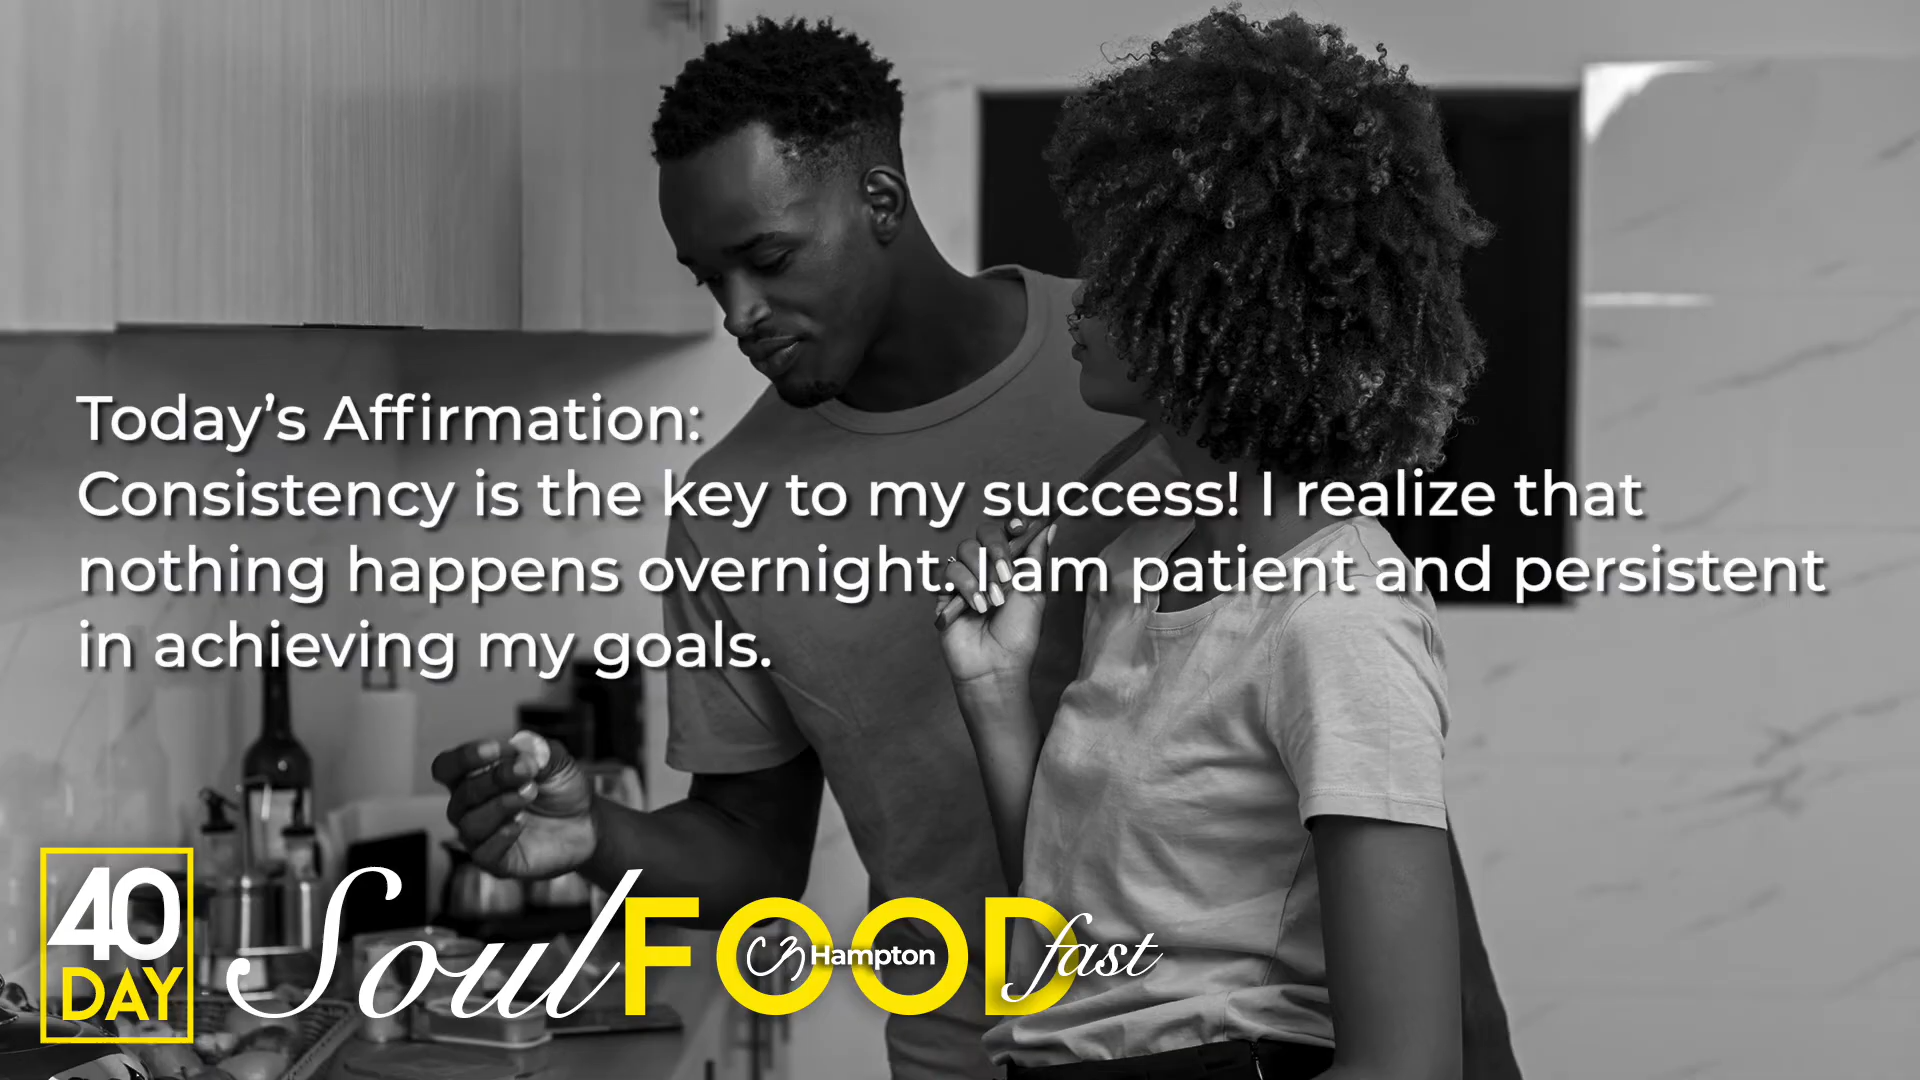 Today’s Affirmation:
Consistency is the key to my success! I realize that
nothing happens overnight. I am patient and persistent
in achieving my goals.
40
DAY
Soul FOOD fast
Hampton